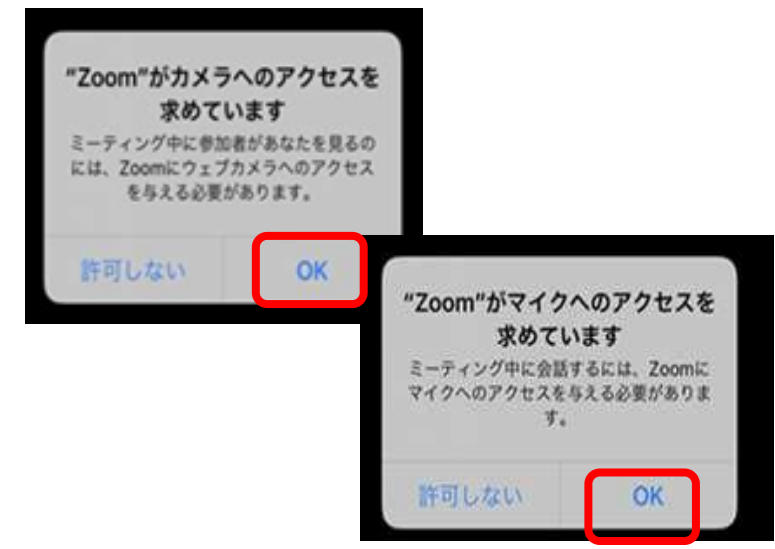 “Zoom”がカメラへのアクセスを
求めています
ミーティング中に参加者があなたを見るの
には、Zoomにウェブカメラへのアクセス
を与える必要があります。
許可しない OK
“Zoom”がマイクへのアクセスを
求めています
ミーティング中に会話するには、Zoomに
マイクへのアクセスを与える必要がありま
す。
許可しない OK